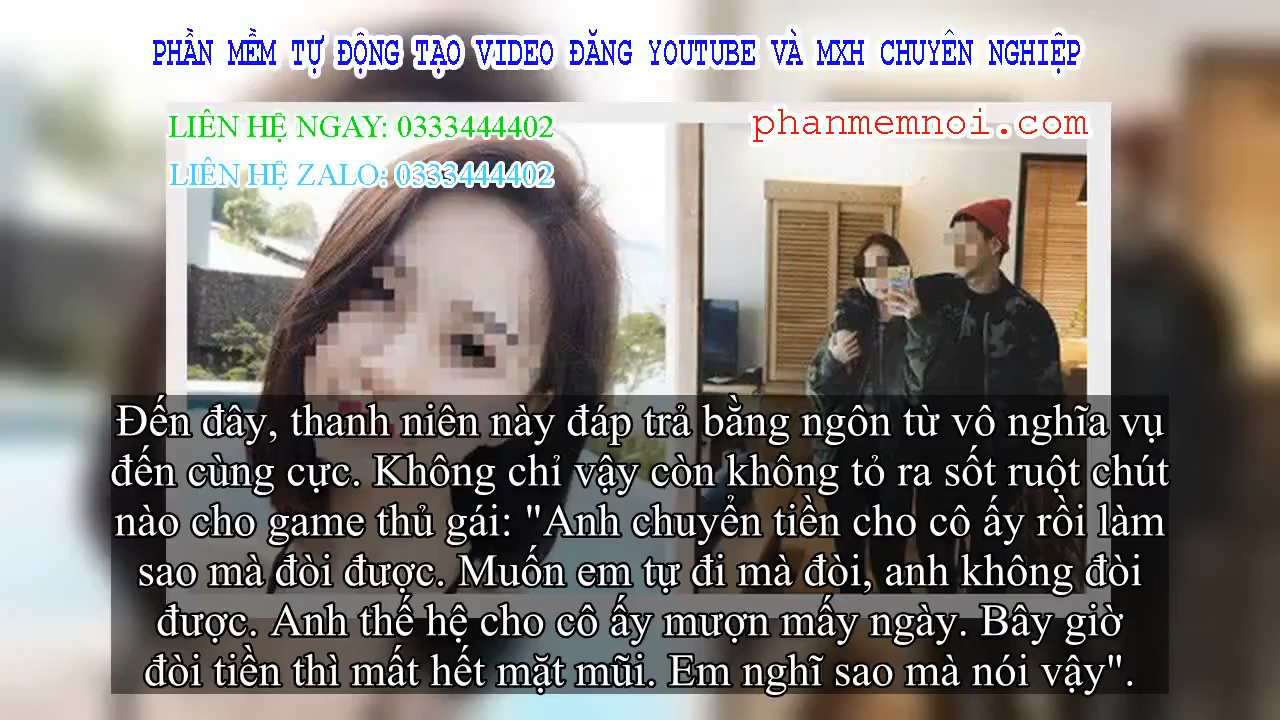 PHẦN MỀM TỰ ĐỘNG TẠO VIDEO ĐĂNG YOUTUBE VÀ MXH CHUYÊN NGHIỆP
LIÊN HỆ NGAY: 0333444402
phanmemnoi.com
LIÊN HỆ ZALO: 0333444402
Đến đây, thanh niên này đáp trả bằng ngôn từ vô nghĩa vụ
đến cùng cực. Không chỉ vậy còn không tỏ ra sốt ruột chút
nào cho game thủ gái: "Anh chuyển tiền cho cô ấy rồi làm
sao mà đòi được. Muốn em tự đi mà đòi, anh không đòi
được. Anh thế hệ cho cô ấy mượn mấy ngày. Bây giờ
đòi tiền thì mất hết mặt mũi. Em nghĩ sao mà nói vậy".